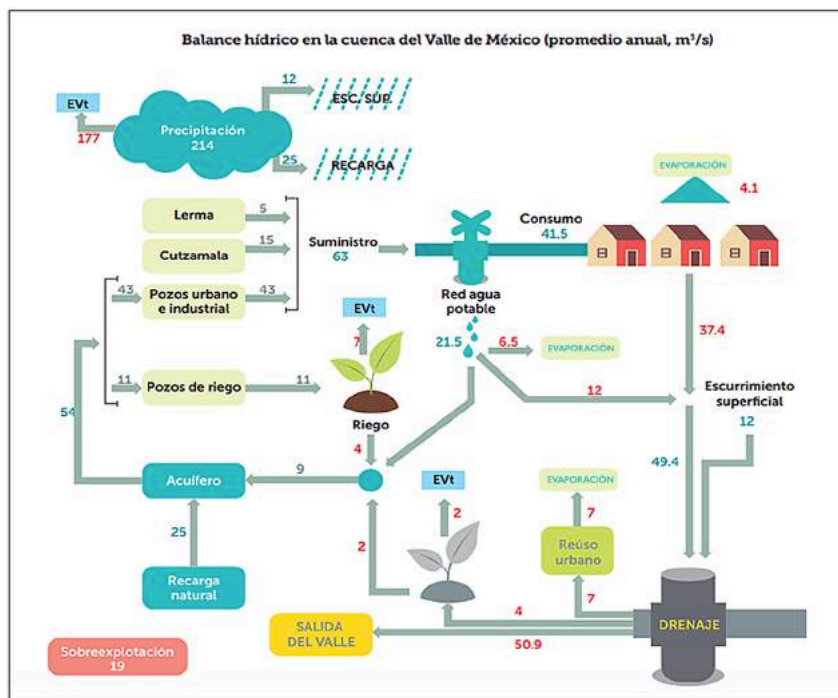 Balance hídrico en la cuenca del Valle de México (promedio anual, m³/s)
EVt
177
Precipitación
214
12
ESC. SUP.
25
RECARGA
EVAPORACIÓN
4.1
Lerma
5
Cutzamala
15
43
Pozos urbano
e industrial
43
Suministro
63
Consumo
41.5
Red agua
potable
EVt
7
11
Pozos de riego
11
Riego
4
21.5
6.5
EVAPORACIÓN
12
37.4
Escurrimiento
superficial
12
49.4
54
Acuífero
9
25
Recarga
natural
2
EVt
2
EVAPORACIÓN
7
Reúso
urbano
7
4
SALIDA
DEL VALLE
50.9
DRENAJE
Sobreexplotación
19